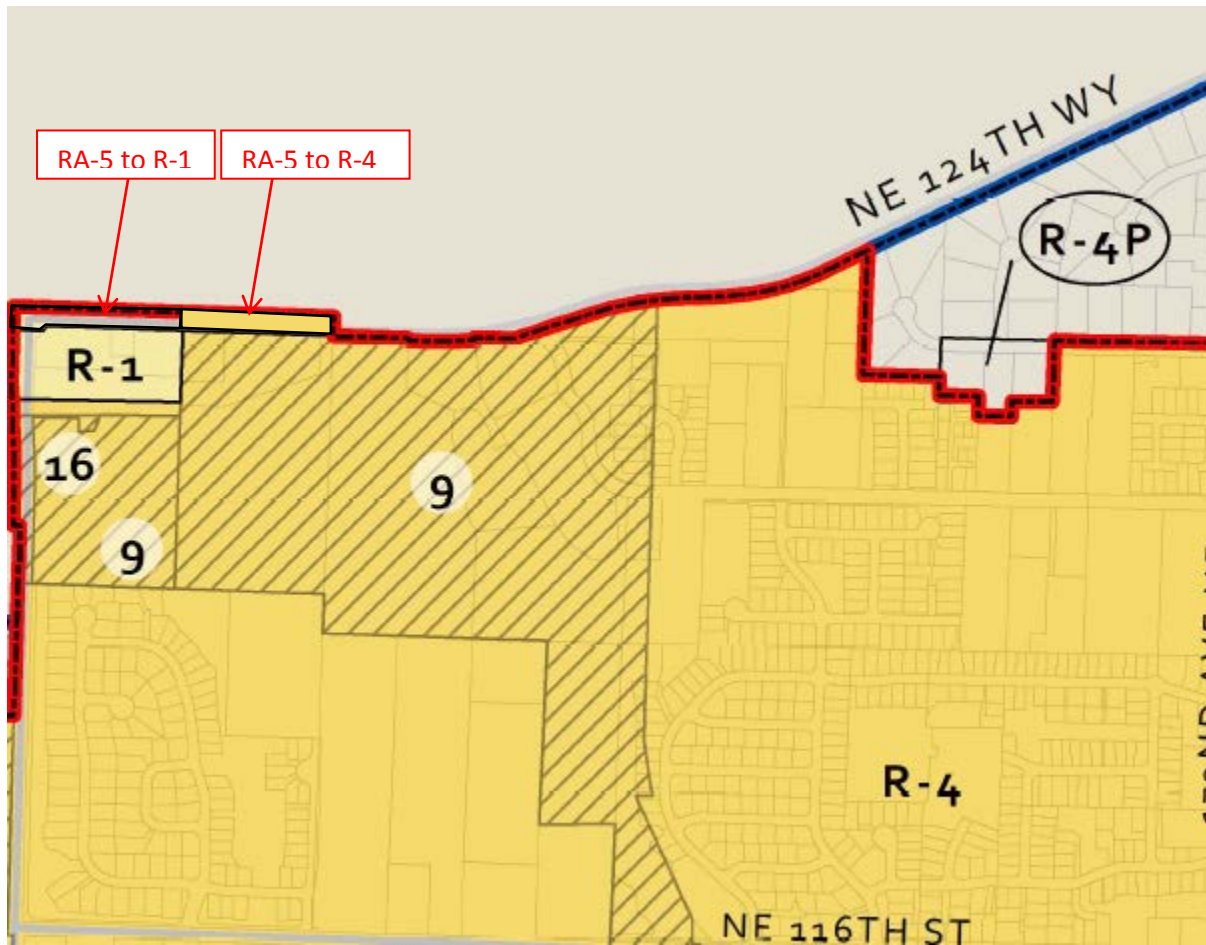 NE 124TH WY
RA-5 to R-1
RA-5 to R-4
R-4P
R-1
16
9
9
R-4
NE 116TH ST